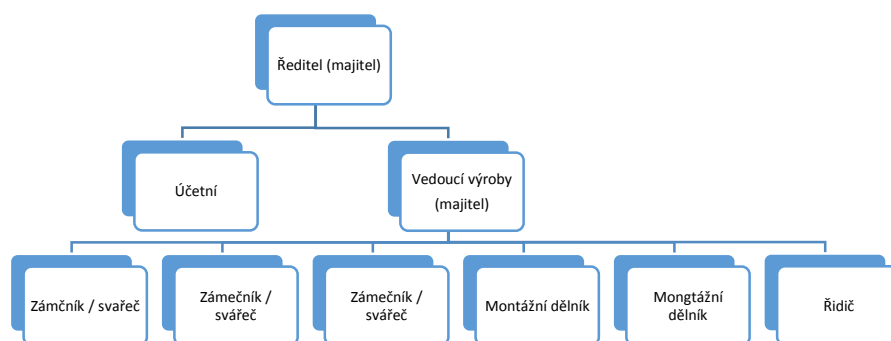 Ředitel (majitel)
Účetní
Vedoucí výroby
(majitel)
Zámčník / svařeč
Zámečník /
svářeč
Zámečník /
svářeč
Montážní dělník
Mongtážní
dělník
Řidič